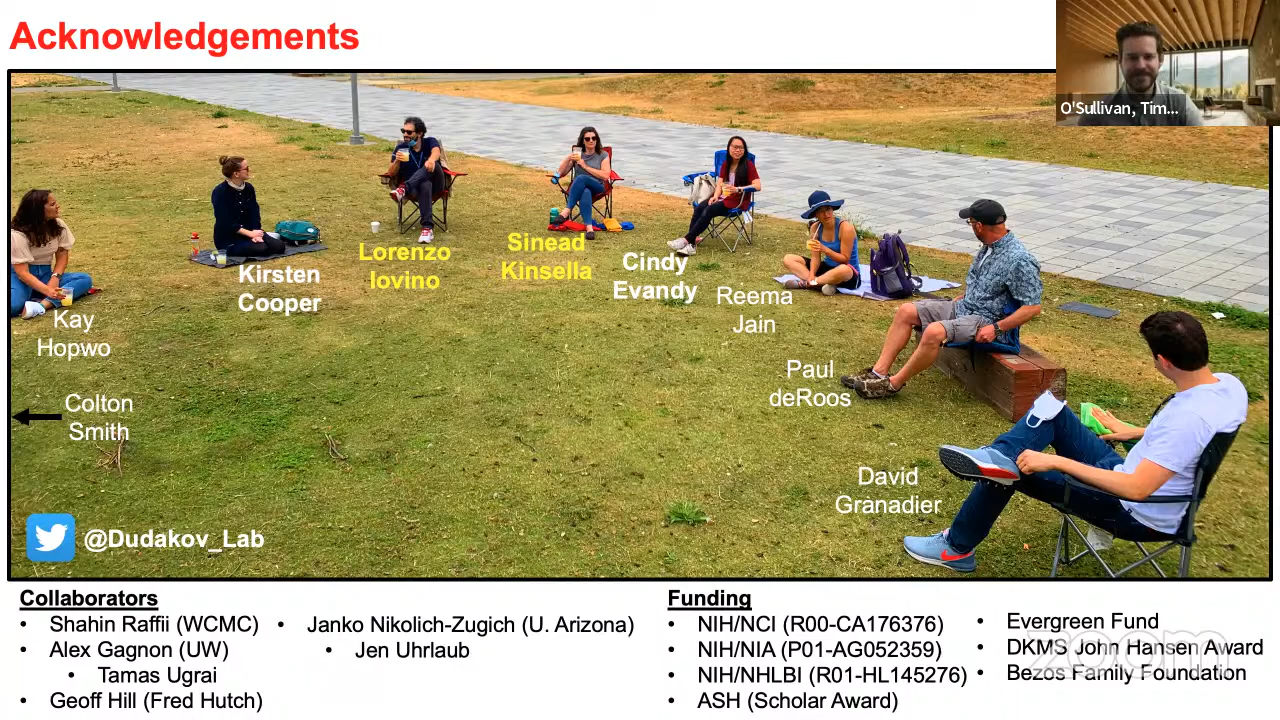 Acknowledgements
O'Sullivan, Tim...
Kirsten
Cooper
Lorenzo
Iovino
Sinead
Kinsella
Cindy
Evandy
Reema
Jain
Kay
Hopwo
Paul
deRoos
Colton
Smith
David
Granadier
@Dudakov_Lab
Collaborators
• Shahin Raffii (WCMC)
• Alex Gagnon (UW)
• Tamas Ugrai
• Geoff Hill (Fred Hutch)
• Janko Nikolich-Zugich (U. Arizona)
• Jen Uhrlaub
Funding
• NIH/NCI (R00-CA176376)
• NIH/NIA (P01-AG052359)
• NIH/NHLBI (R01-HL145276)
• ASH (Scholar Award)
• Evergreen Fund
• DKMS John Hansen Award
• Bezos Family Foundation
zoom